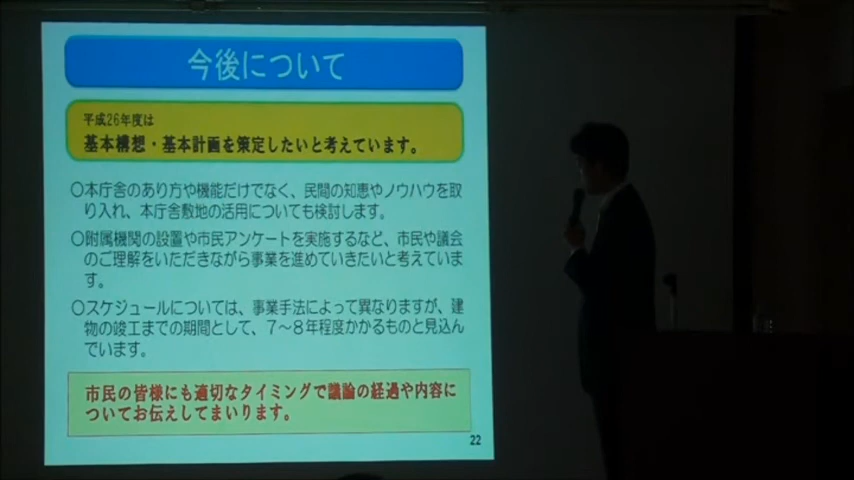 今後について
平成26年度は
基本構想・基本計画を策定したいと考えています。
○本庁舎のあり方や機能だけでなく、民間の知恵やノウハウを取
り入れ、本庁舎敷地の活用についても検討します。
○附属機関の設置や市民アンケートを実施するなど、市民や議会
のご理解をいただきながら事業を進めていきたいと考えていま
す。
○スケジュールについては、事業手法によって異なりますが、建
物の竣工までの期間として、7～8年程度かかるものと見込ん
でいます。
市民の皆様にも適切なタイミングで議論の経過や内容に
ついてお伝えしてまいります。
22